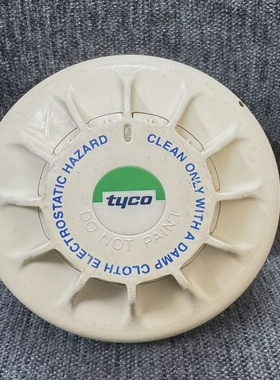 CLEAN ONLY WITH A DAMP CLOTH ELECTROSTATIC HAZARD
tyco
DO NOT PAINT